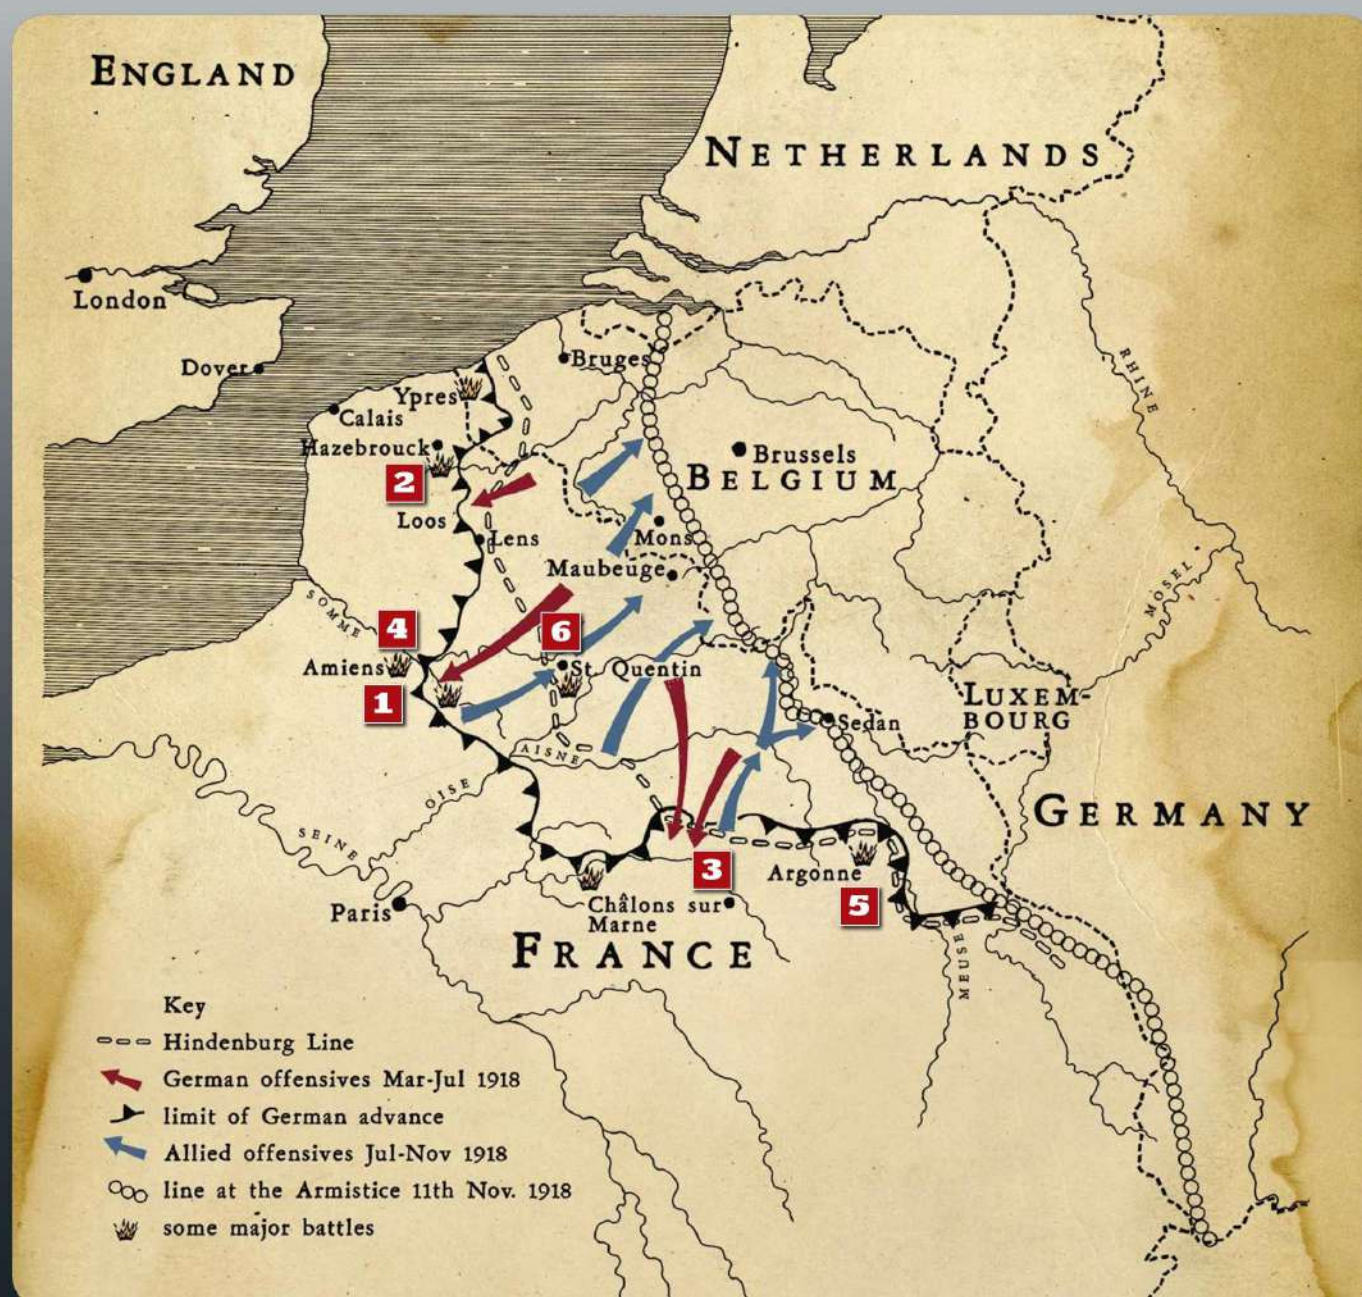 ENGLAND
NETHERLANDS
London
Dover
Bruges
RHINE
Ypres
Calais
Hazebrouck
Brussels
BELGIUM
2
Loos
Lens
Mons
Maubeuge
MOSEL
SOMME
4
6
Amiens
St. Quentin
1
LUXEM-
BOURG
Sedan
AISNE
OISE
GERMANY
SEINE
3
Argonne
5
Paris
Châlons sur
Marne
FRANCE
MEUSE
Key
Hindenburg Line
German offensives Mar-Jul 1918
limit of German advance
Allied offensives Jul-Nov 1918
line at the Armistice 11th Nov. 1918
some major battles